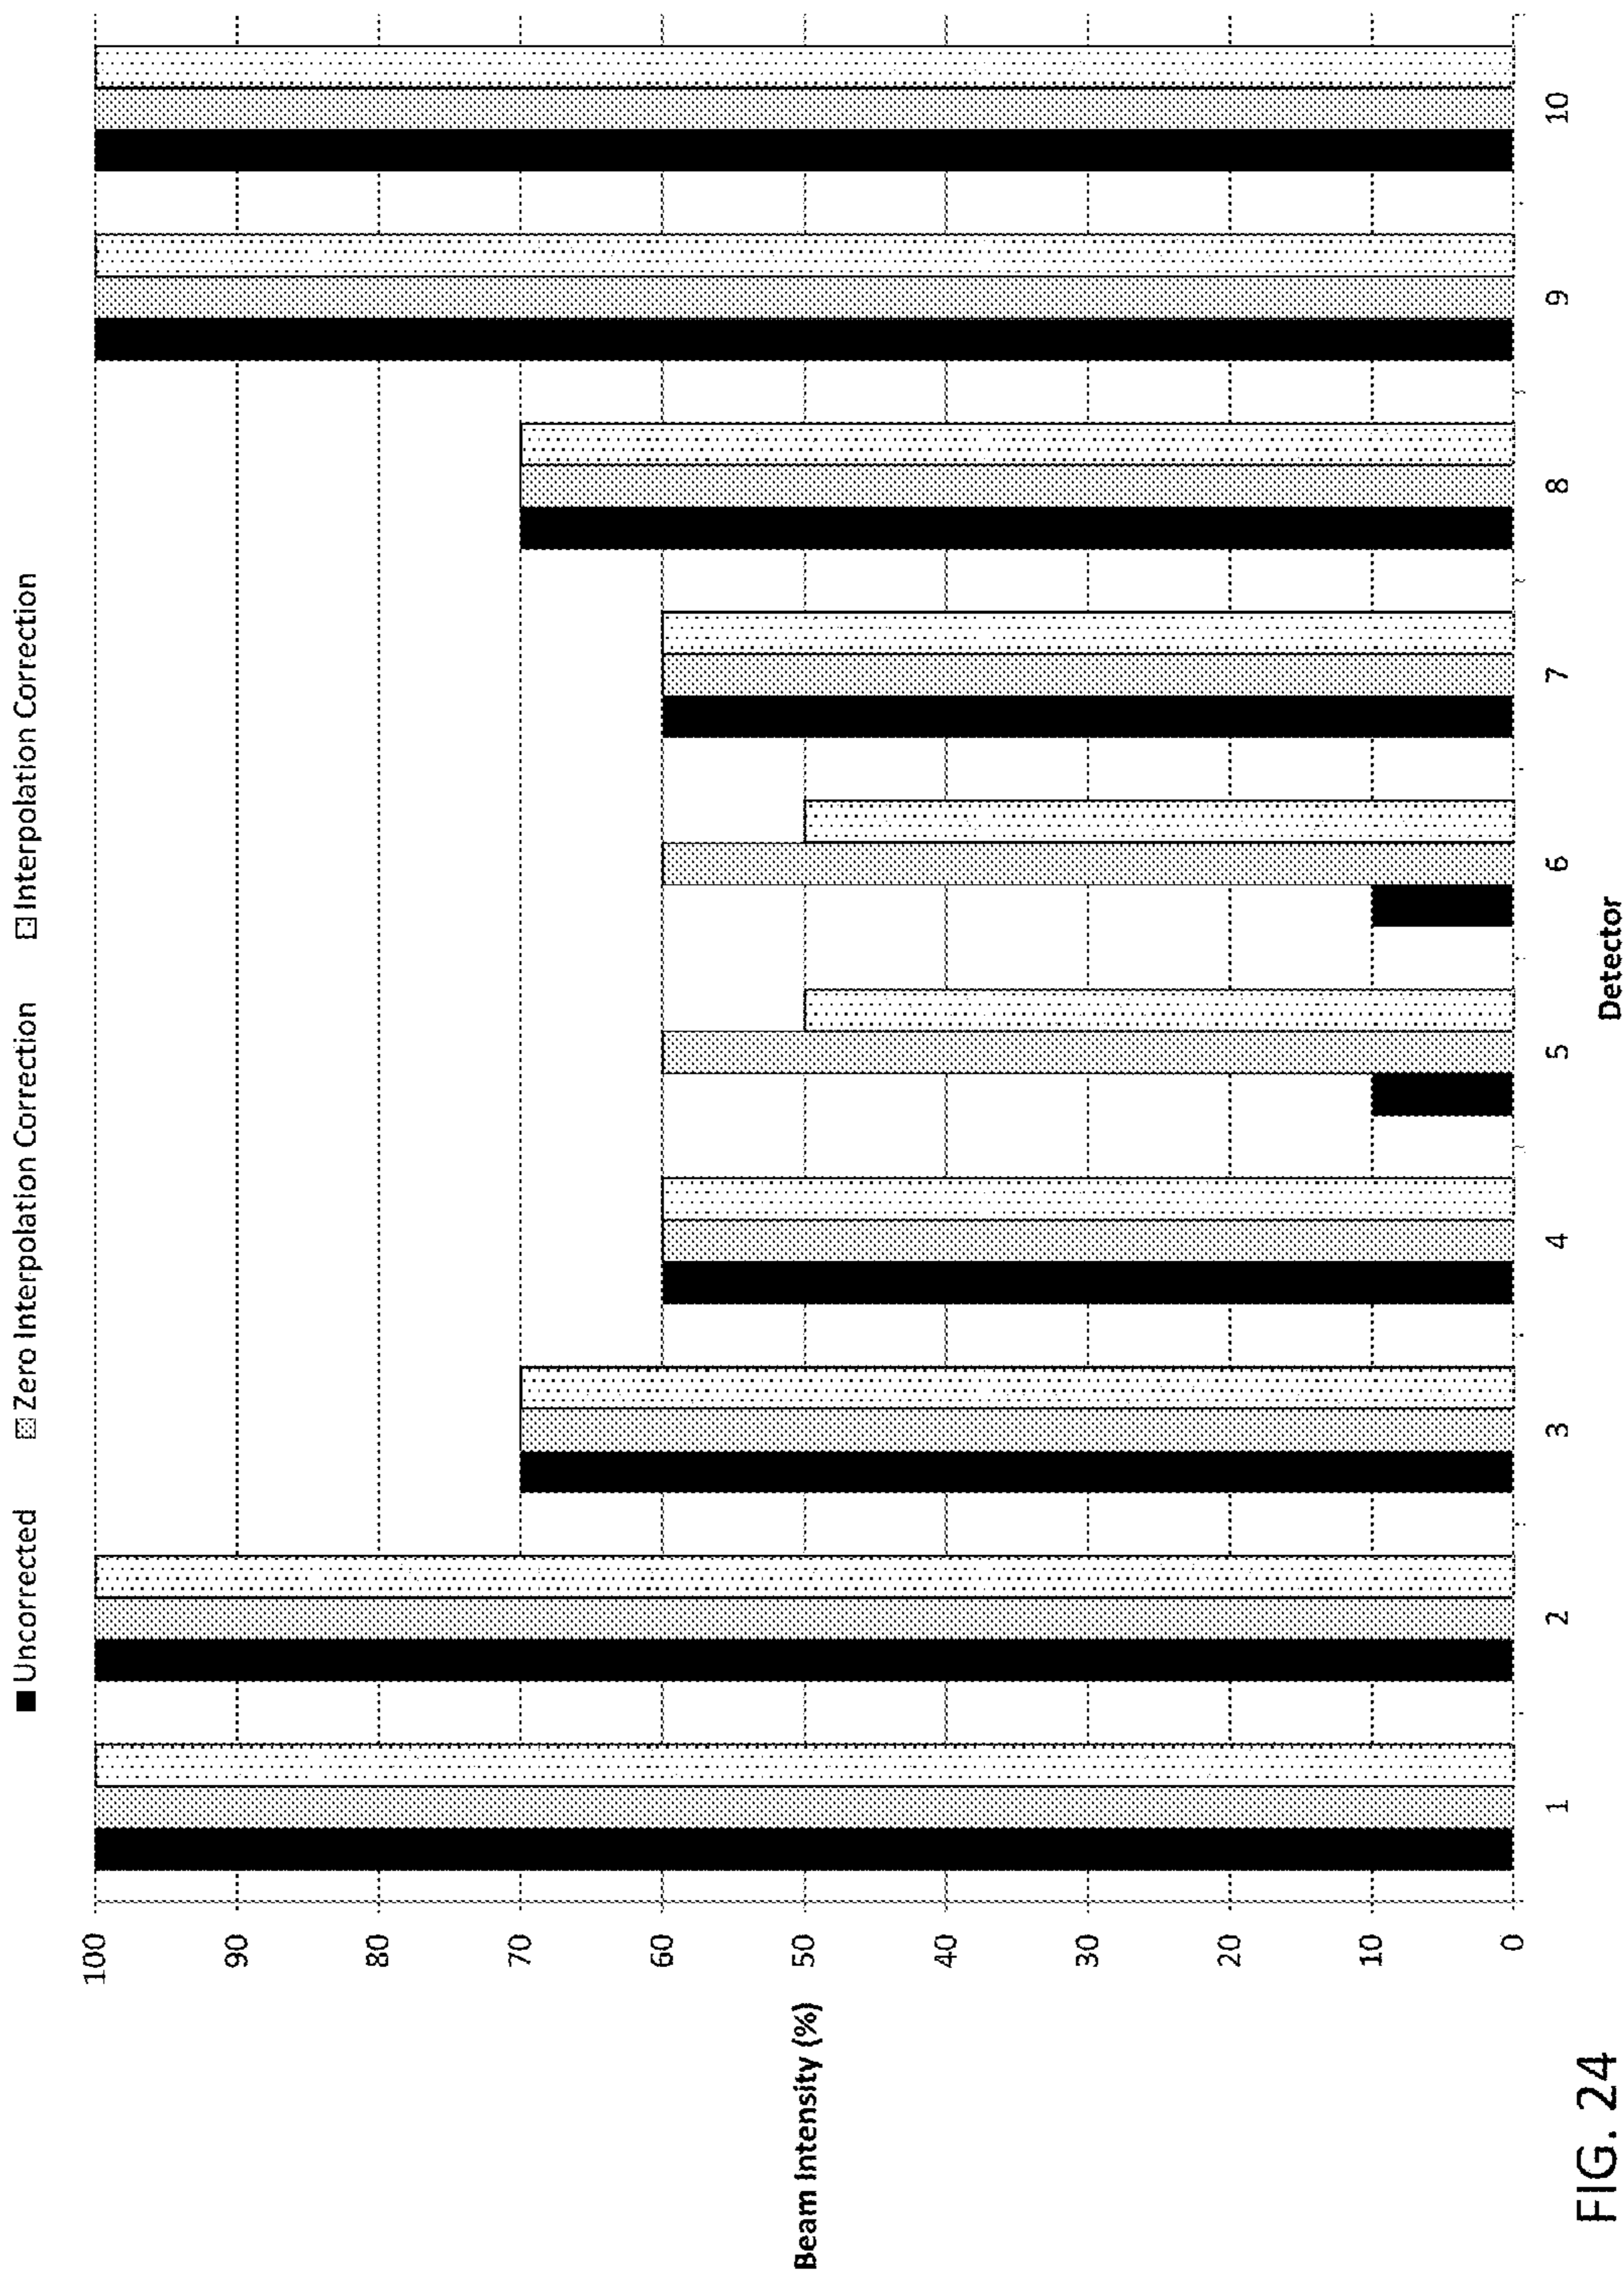 Uncorrected Zero Interpolation Correction Interpolation Correction
100
90
80
70
60
50
40
30
20
10
0
Beam Intensity (%)
1 2 3 4 5 6 7 8 9 10
Detector
FIG. 24